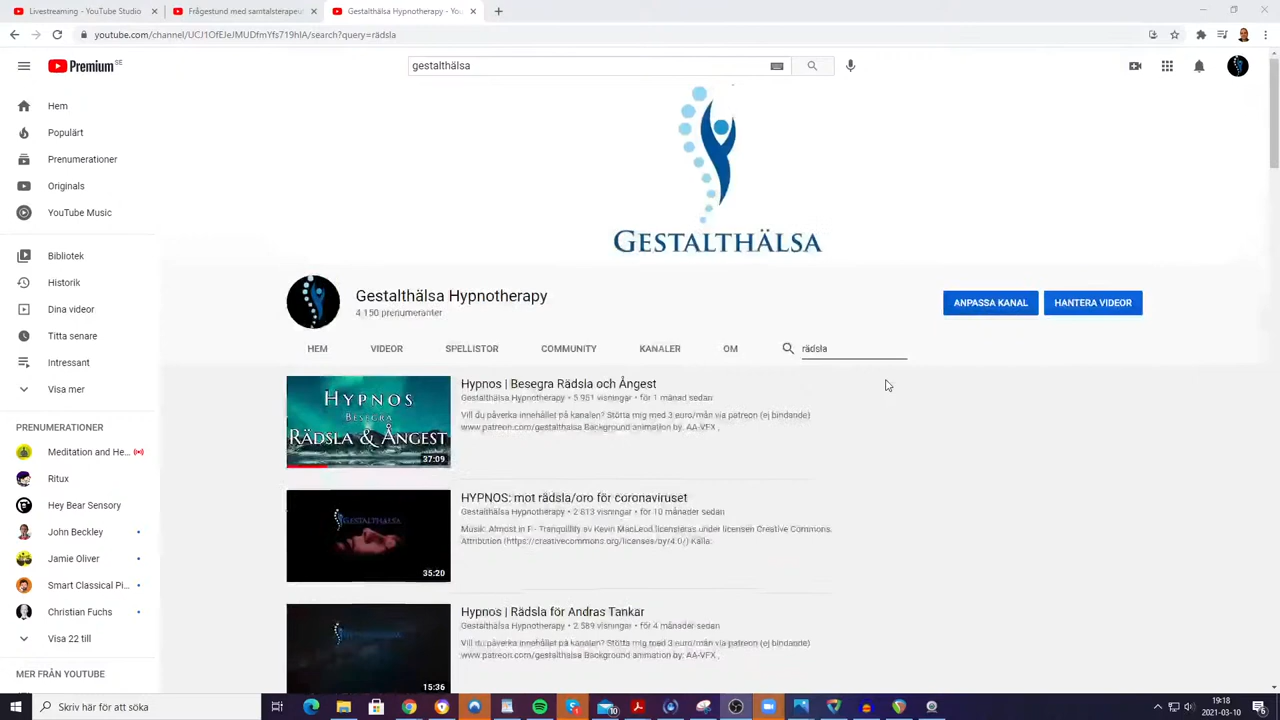 Livestreaming - YouTube Studio
Frågestund med samtalsterapeut
Gestalthälsa Hypnotherapy - You
youtube.com/channel/UCJ1OfEJeJMUDfmYfs719hIA/search?query=rädsla
Premium SE
gestalthälsa
Hem
Populärt
Prenumerationer
Originals
YouTube Music
Bibliotek
Historik
Dina videor
Titta senare
Intressant
Visa mer
PRENUMERATIONER
Meditation and He...
Ritux
Hey Bear Sensory
John Beckley
Jamie Oliver
Smart Classical Pi...
Christian Fuchs
Visa 22 till
MER FRÅN YOUTUBE
GESTALTHÄLSA
Gestalthälsa Hypnotherapy
4 150 prenumeranter
ANPASSA KANAL
HANTERA VIDEOR
HEM
VIDEOR
SPELLISTOR
COMMUNITY
KANALER
OM
rädsla
HYPNOS
BESEGRA
RÄDSLA & ÅNGEST
37:09
Hypnos | Besegra Rädsla och Ångest
Gestalthälsa Hypnotherapy • 5 951 visningar • för 1 månad sedan
Vill du påverka innehållet på kanalen? Stötta mig med 3 euro/mån via patreon (ej bindande)
www.patreon.com/gestalthalsa Background animation by: AA-VFX ,
GESTALTHÄLSA
35:20
HYPNOS: mot rädsla/oro för coronaviruset
Gestalthälsa Hypnotherapy • 2 813 visningar • för 10 månader sedan
Music: Almost in F - Tranquillity av Kevin MacLeod licensieras under licensen Creative Commons.
Attribution (https://creativecommons.org/licenses/by/4.0/) Källa:
GESTALTHÄLSA
15:36
Hypnos | Rädsla för Andras Tankar
Gestalthälsa Hypnotherapy • 2 589 visningar • för 4 månader sedan
Vill du påverka innehållet på kanalen? Stötta mig med 3 euro/mån via patreon (ej bindande)
www.patreon.com/gestalthalsa Background animation by: AA-VFX ,
Skriv här för att söka
10
19:18
2021-03-10